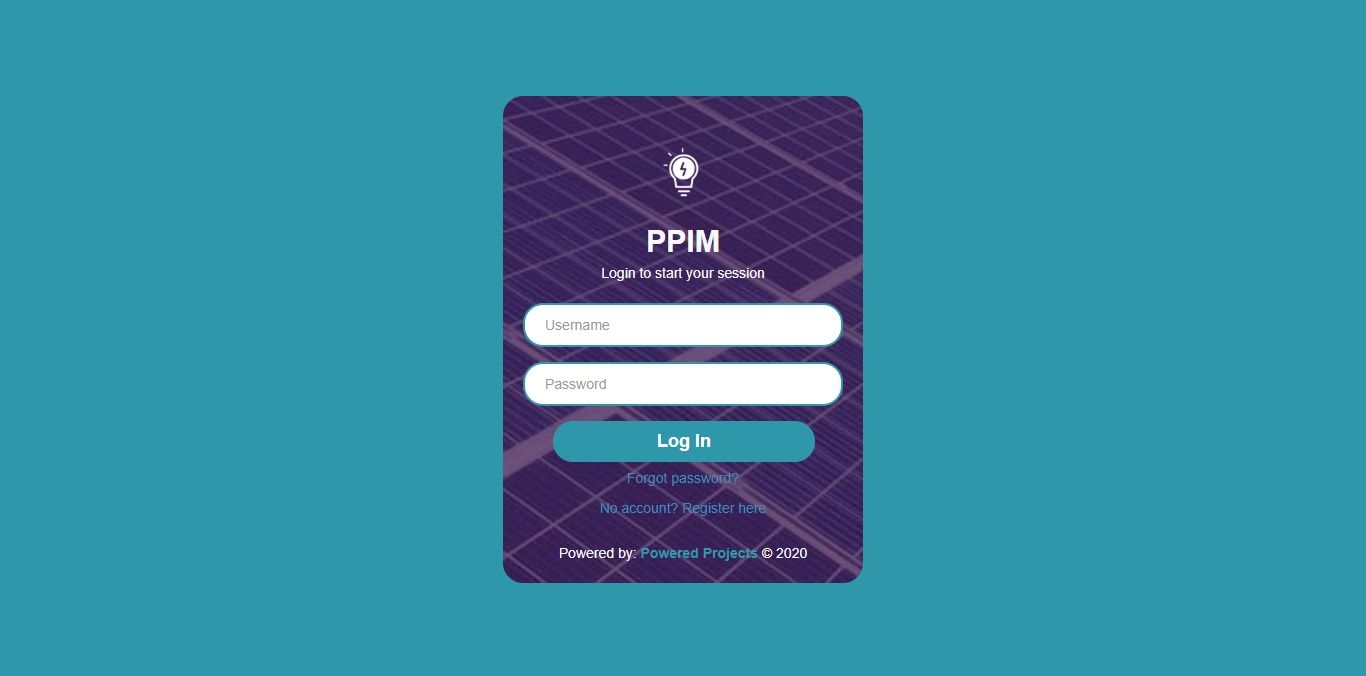 PPIM
Login to start your session
Username
Password
Log In
Forgot password?
No account? Register here
Powered by: Powered Projects © 2020